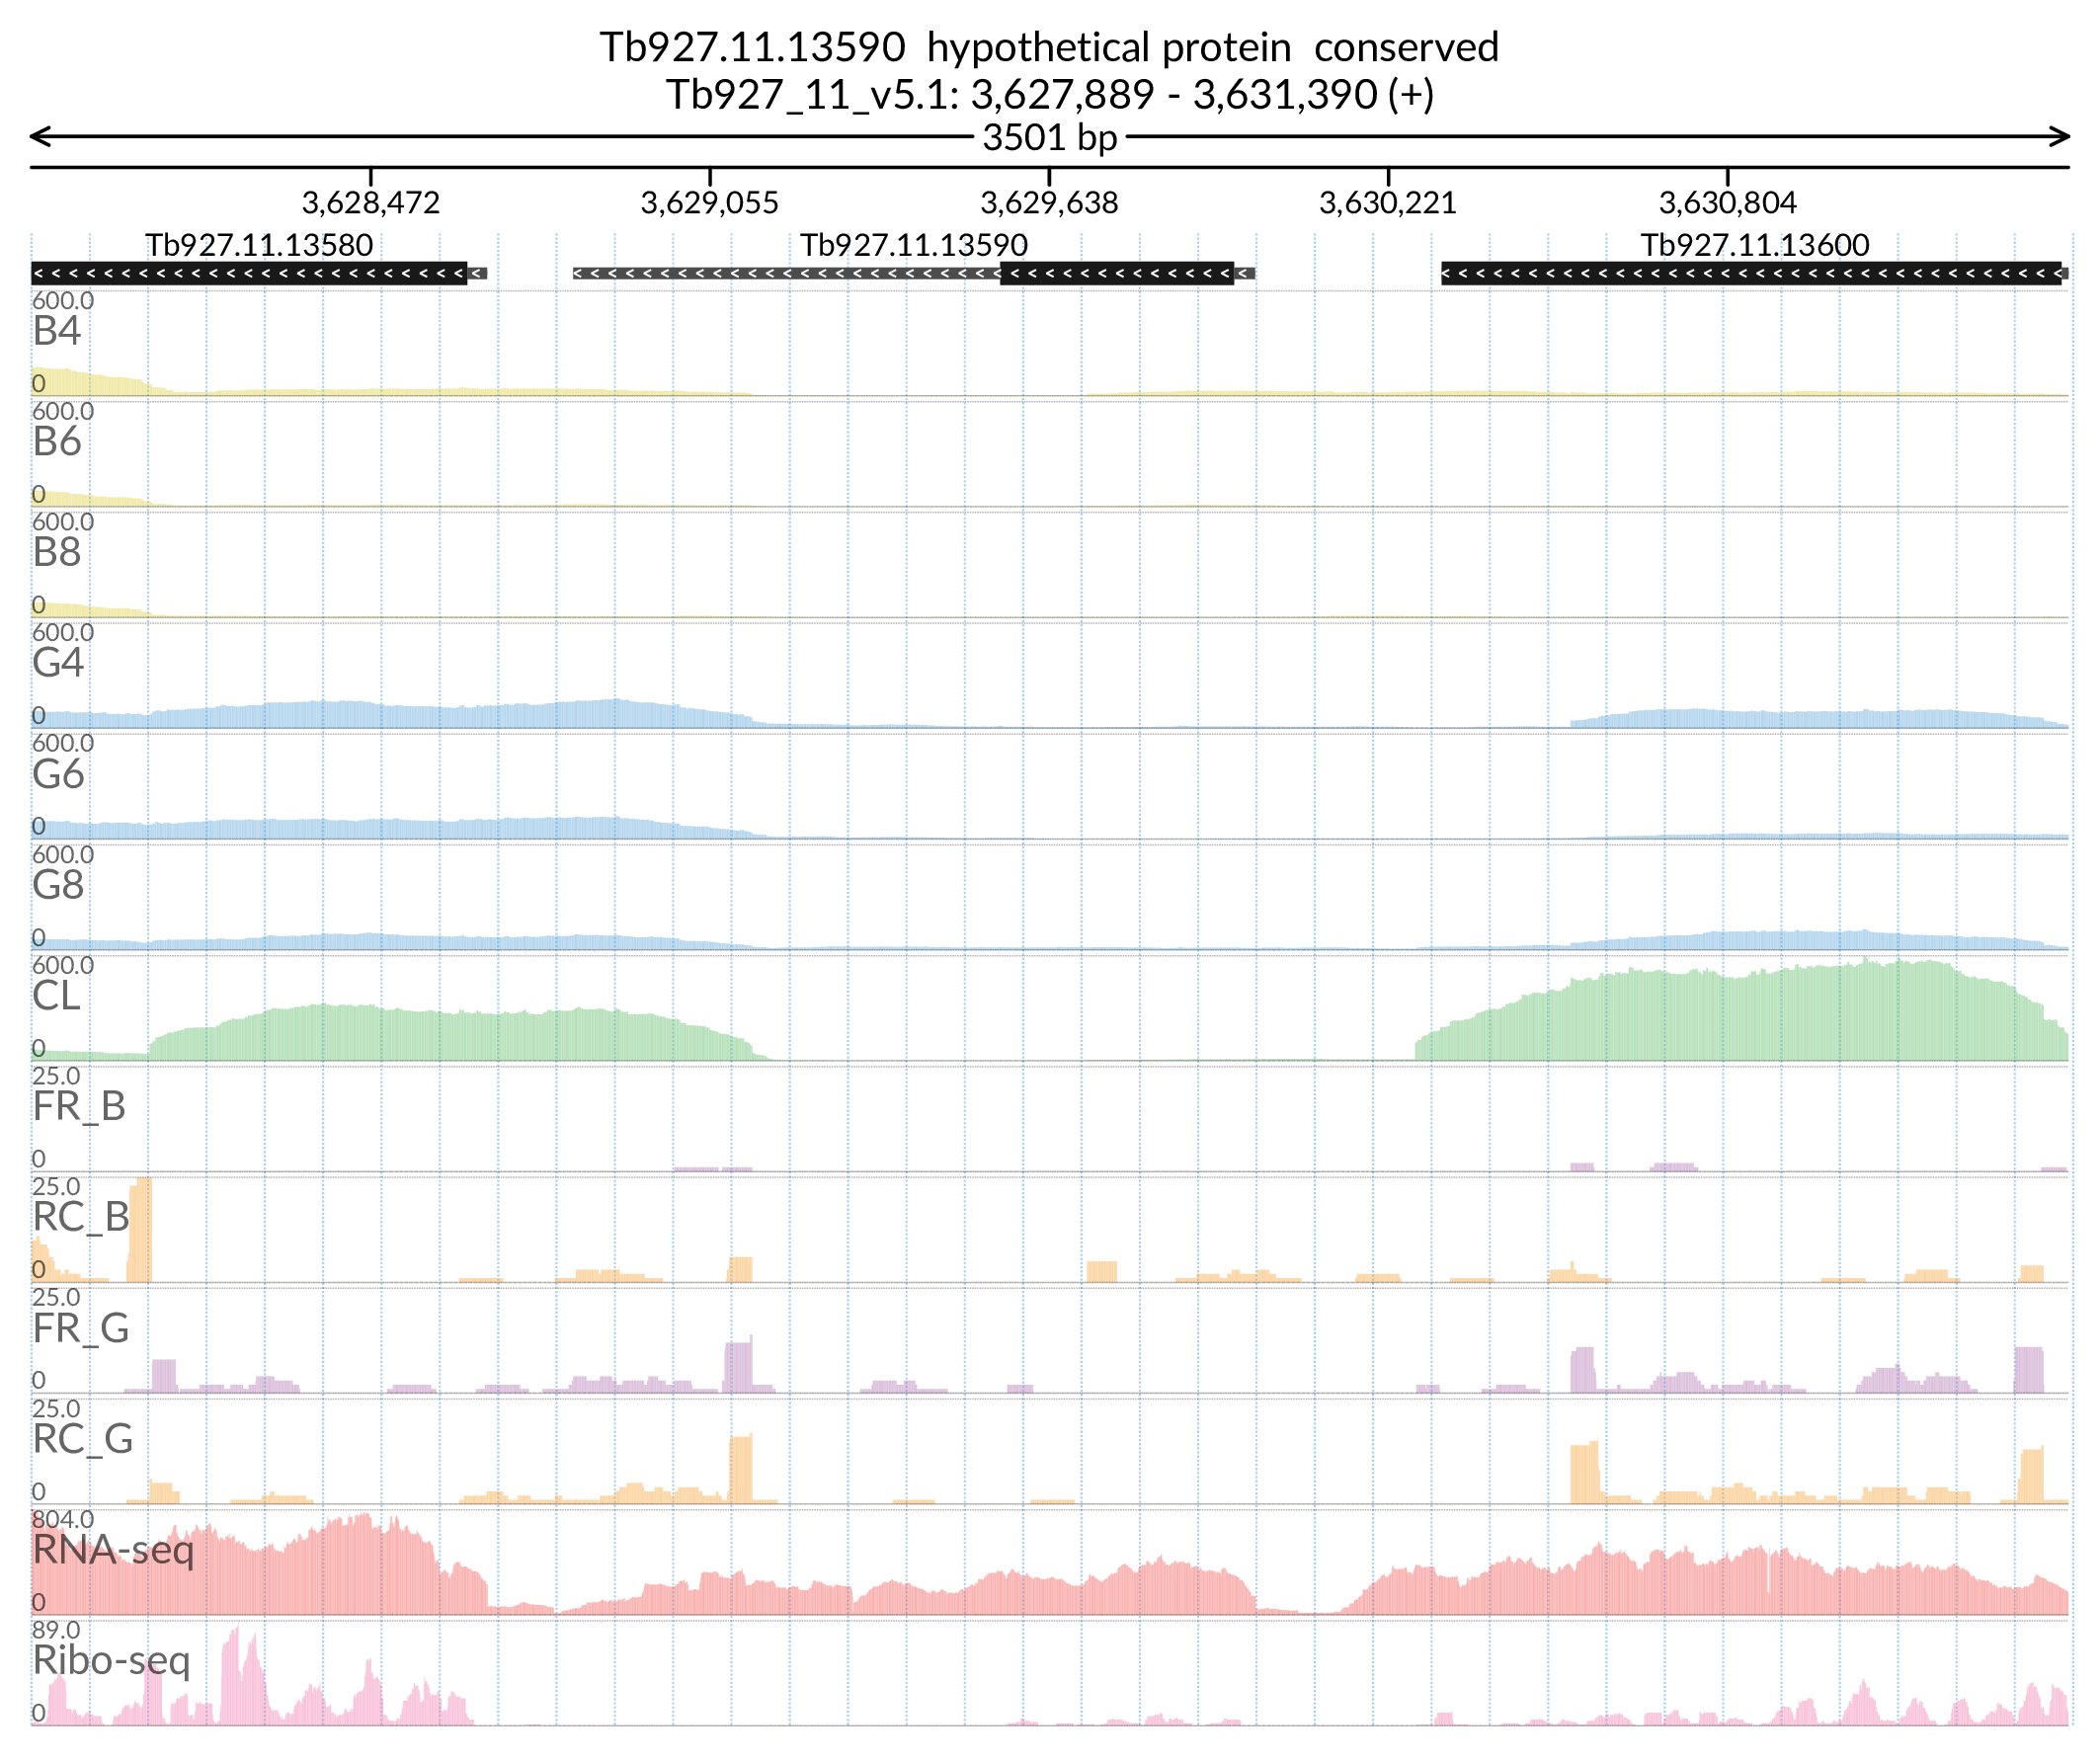 Tb927.11.13590 hypothetical protein conserved
Tb927_11_v5.1: 3,627,889 - 3,631,390 (+)
3501 bp
3,628,472 3,629,055 3,629,638 3,630,221 3,630,804
Tb927.11.13580 Tb927.11.13590 Tb927.11.13600
600.0
B4
0
600.0
B6
0
600.0
B8
0
600.0
G4
0
600.0
G6
0
600.0
G8
0
600.0
CL
0
25.0
FR_B
0
25.0
RC_B
0
25.0
FR_G
0
25.0
RC_G
0
804.0
RNA-seq
0
89.0
Ribo-seq
0